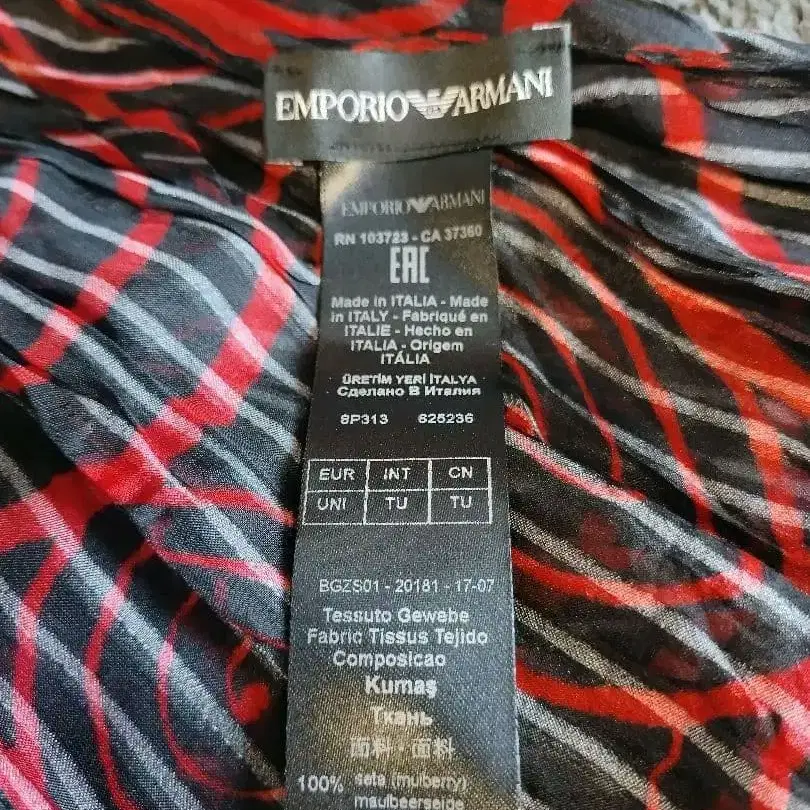 EMPORIO ARMANI
EMPORIO ARMANI
RN 103723 - CA 37360
EAC
Made in ITALIA - Made
in ITALY - Fabriqué en
ITALIE - Hecho en
ITALIA - Origem
ITÁLIA
ÜRETİM YERİ İTALYA
Сделано В Италия
8P313 625236
EUR INT CN
UNI TU TU
BGZS01 - 20181 - 17-07
Tessuto Gewebe
Fabric Tissus Tejido
Composicao
Kumaş
Ткань
面料 - 面料
100% seta (mulberry)
maulbeerseide